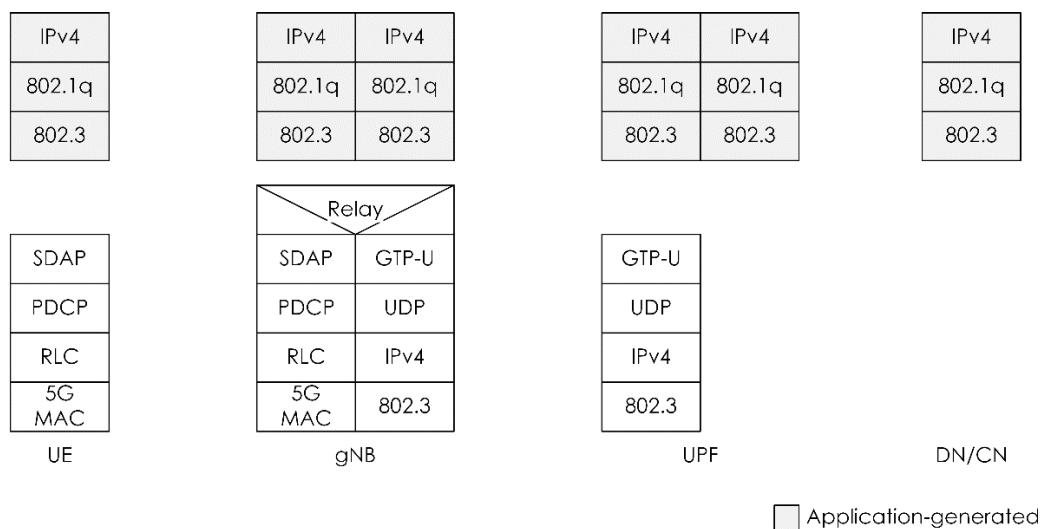 IPv4 IPv4 IPv4 IPv4 IPv4 IPv4
802.1q 802.1q 802.1q 802.1q 802.1q 802.1q
802.3 802.3 802.3 802.3 802.3 802.3
Relay
SDAP SDAP GTP-U GTP-U
PDCP PDCP UDP UDP
RLC RLC IPv4 IPv4
5G MAC 5G MAC 802.3 802.3
UE gNB UPF DN/CN
Application-generated